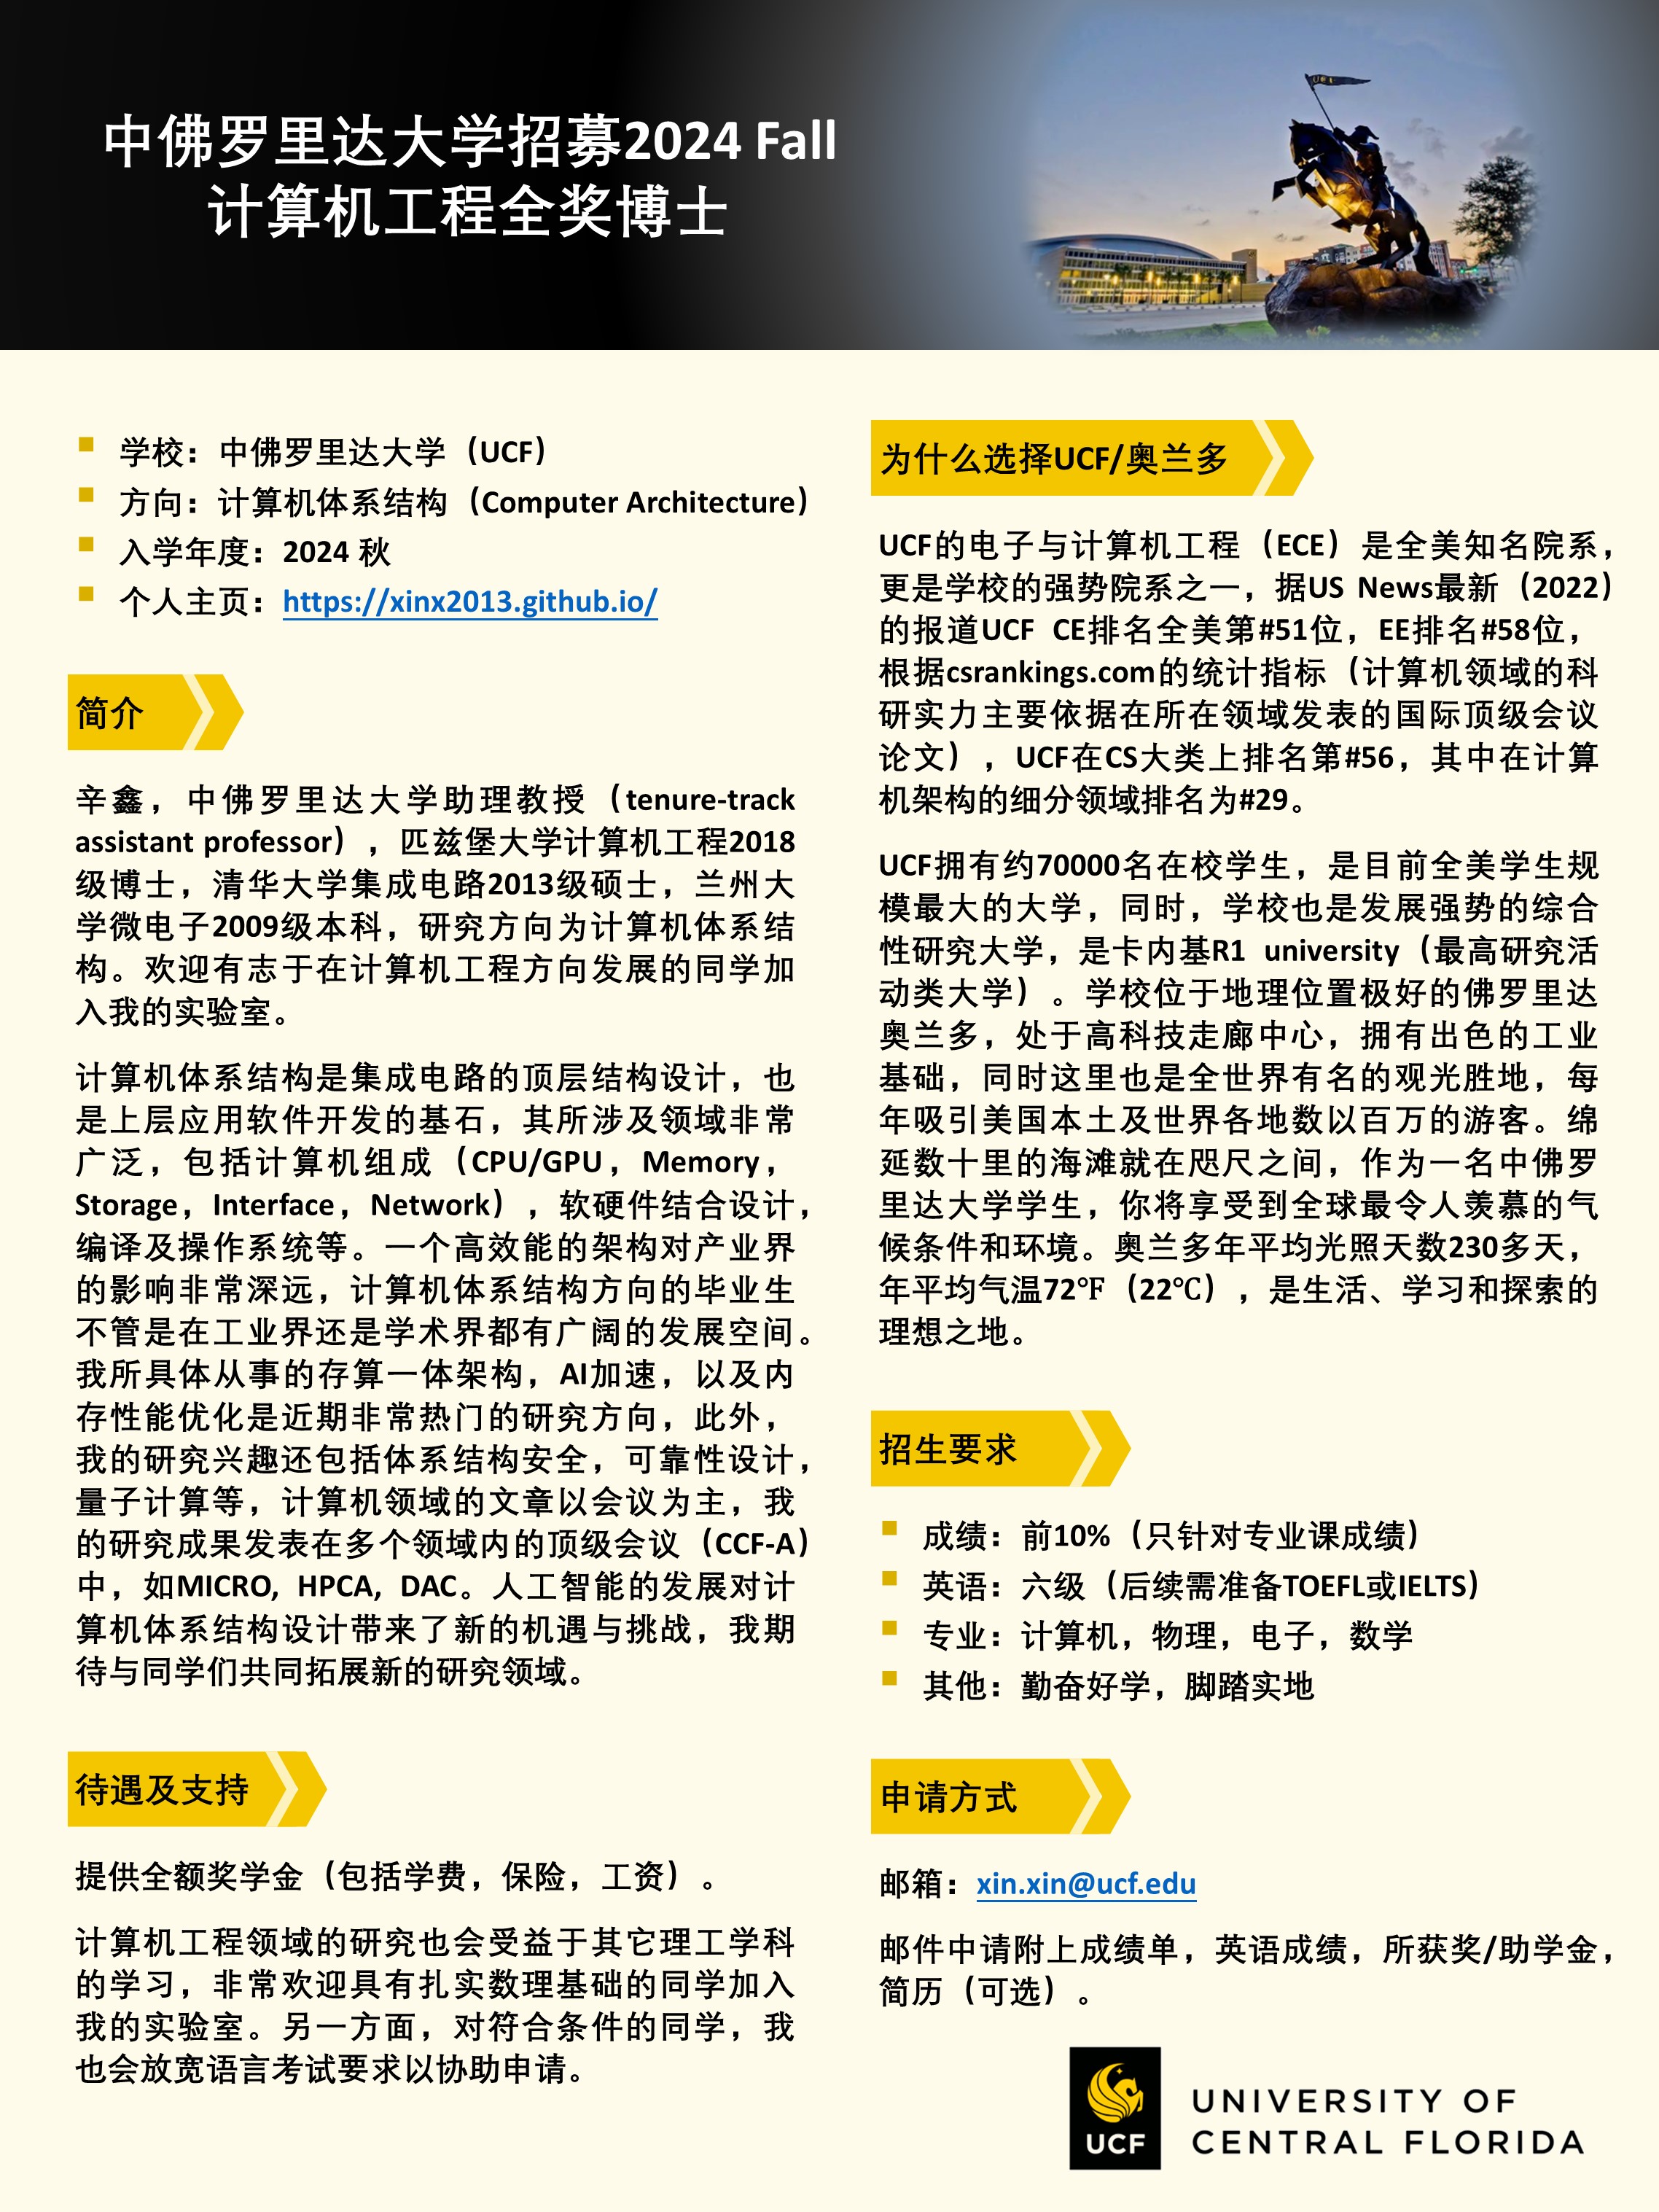 中佛罗里达大学招募2024 Fall
计算机工程全奖博士
学校：中佛罗里达大学（UCF）
方向：计算机体系结构（Computer Architecture）
入学年度：2024 秋
个人主页：https://xinx2013.github.io/
简介
辛鑫，中佛罗里达大学助理教授（tenure-track
assistant professor），匹兹堡大学计算机工程2018
级博士，清华大学集成电路2013级硕士，兰州大
学微电子2009级本科，研究方向为计算机体系结
构。欢迎有志于在计算机工程方向发展的同学加
入我的实验室。
计算机体系结构是集成电路的顶层结构设计，也
是上层应用软件开发的基石，其所涉及领域非常
广泛，包括计算机组成（CPU/GPU，Memory，
Storage，Interface，Network），软硬件结合设计，
编译及操作系统等。一个高效能的架构对产业界
的影响非常深远，计算机体系结构方向的毕业生
不管是在工业界还是学术界都有广阔的发展空间。
我所具体从事的存算一体架构，AI加速，以及内
存性能优化是近期非常热门的研究方向，此外，
我的研究兴趣还包括体系结构安全，可靠性设计，
量子计算等，计算机领域的文章以会议为主，我
的研究成果发表在多个领域内的顶级会议（CCF-A）
中，如MICRO, HPCA, DAC。人工智能的发展对计
算机体系结构设计带来了新的机遇与挑战，我期
待与同学们共同拓展新的研究领域。
待遇及支持
提供全额奖学金（包括学费，保险，工资）。
计算机工程领域的研究也会受益于其它理工学科
的学习，非常欢迎具有扎实数理基础的同学加入
我的实验室。另一方面，对符合条件的同学，我
也会放宽语言考试要求以协助申请。
为什么选择UCF/奥兰多
UCF的电子与计算机工程（ECE）是全美知名院系，
更是学校的强势院系之一，据US News最新（2022）
的报道UCF CE排名全美第#51位，EE排名#58位，
根据csrankings.com的统计指标（计算机领域的科
研实力主要依据在所在领域发表的国际顶级会议
论文），UCF在CS大类上排名第#56，其中在计算
机架构的细分领域排名为#29。
UCF拥有约70000名在校学生，是目前全美学生规
模最大的大学，同时，学校也是发展强势的综合
性研究大学，是卡内基R1 university（最高研究活
动类大学）。学校位于地理位置极好的佛罗里达
奥兰多，处于高科技走廊中心，拥有出色的工业
基础，同时这里也是全世界有名的观光胜地，每
年吸引美国本土及世界各地数以百万的游客。绵
延数十里的海滩就在咫尺之间，作为一名中佛罗
里达大学学生，你将享受到全球最令人羡慕的气
候条件和环境。奥兰多年平均光照天数230多天，
年平均气温72℉（22℃），是生活、学习和探索的
理想之地。
招生要求
成绩：前10%（只针对专业课成绩）
英语：六级（后续需准备TOEFL或IELTS）
专业：计算机，物理，电子，数学
其他：勤奋好学，脚踏实地
申请方式
邮箱：xin.xin@ucf.edu
邮件中请附上成绩单，英语成绩，所获奖/助学金，
简历（可选）。
UCF
UNIVERSITY OF
CENTRAL FLORIDA